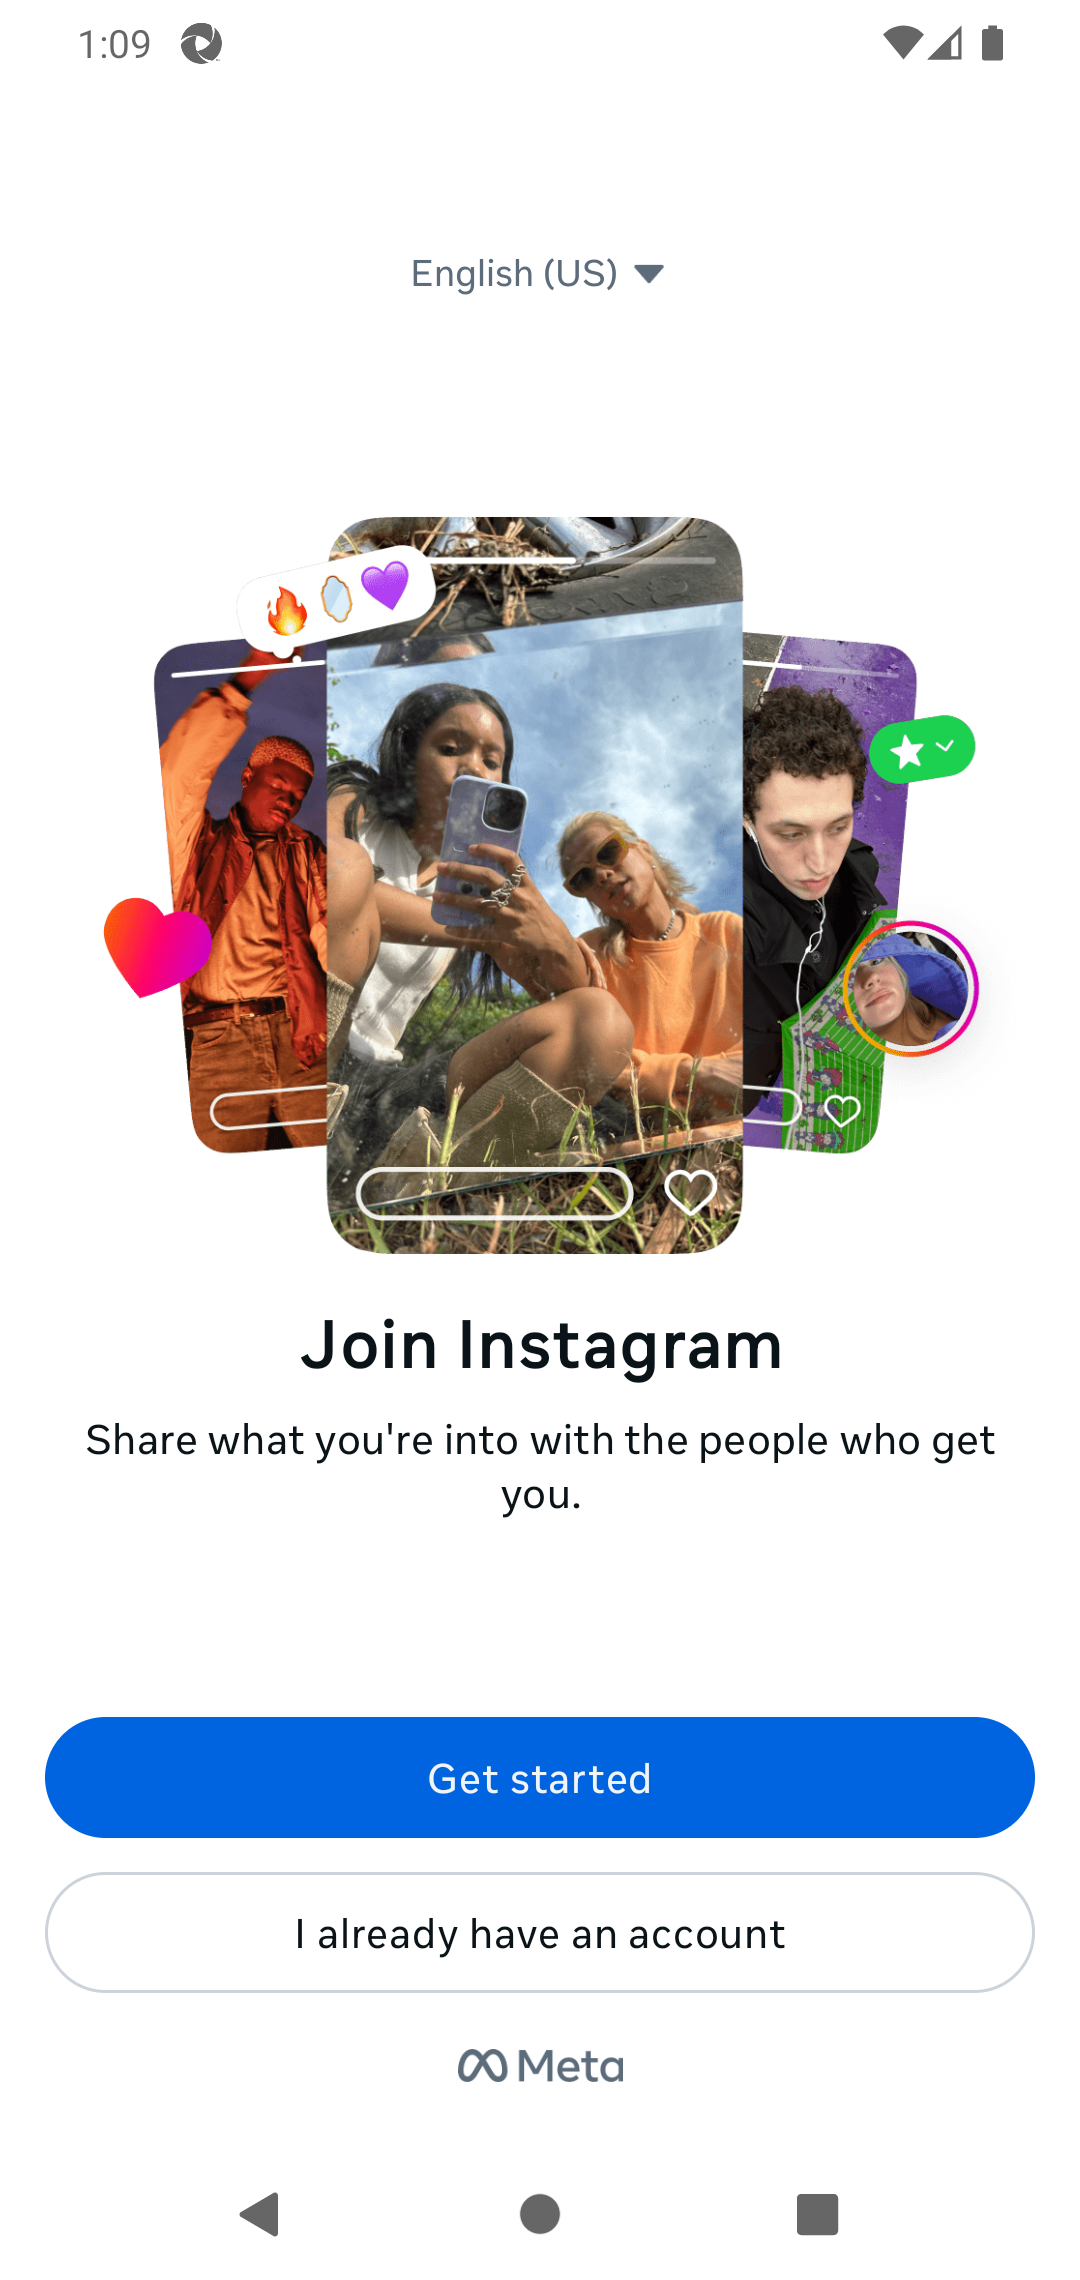 1:09
English (US)
Join Instagram
Share what you're into with the people who get
you.
Get started
I already have an account
Meta